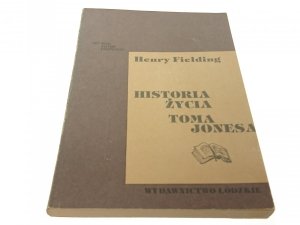 Henry Fielding
HISTORIA
ŻYCIA
TOMA
JONESA
WYDAWNICTWO ŁÓDZKIE